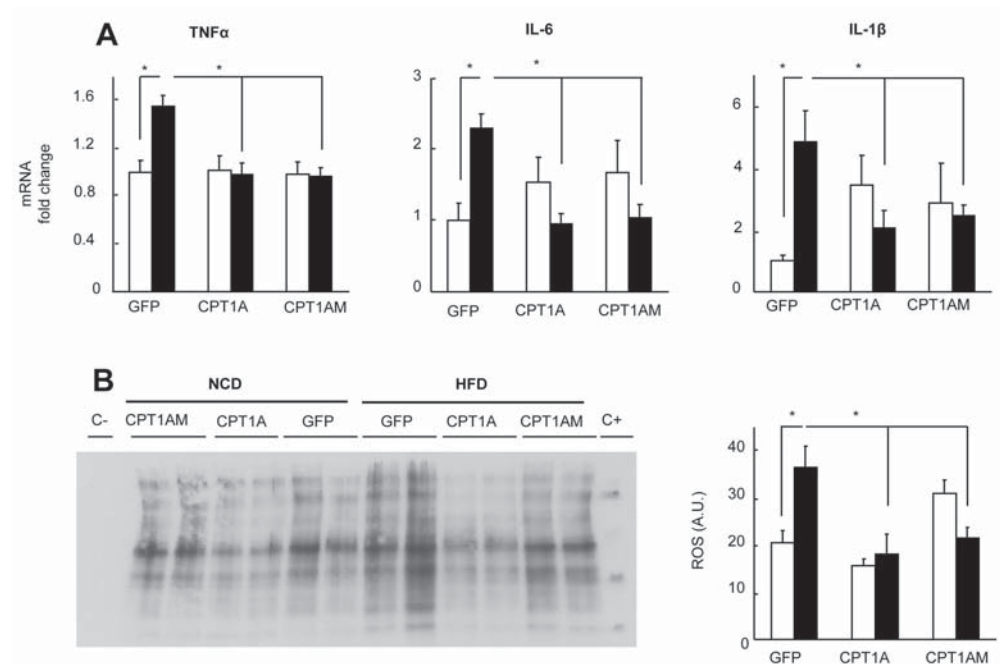 A
TNFα
IL-6
IL-1β
mRNA
fold change
1.6
1.2
0.8
0.4
0
*
*
GFP
CPT1A
CPT1AM
3
2
1
0
*
*
GFP
CPT1A
CPT1AM
6
4
2
0
*
*
GFP
CPT1A
CPT1AM
B
NCD
HFD
C- CPT1AM CPT1A GFP GFP CPT1A CPT1AM C+
ROS (A.U.)
40
30
20
10
0
*
*
GFP
CPT1A
CPT1AM